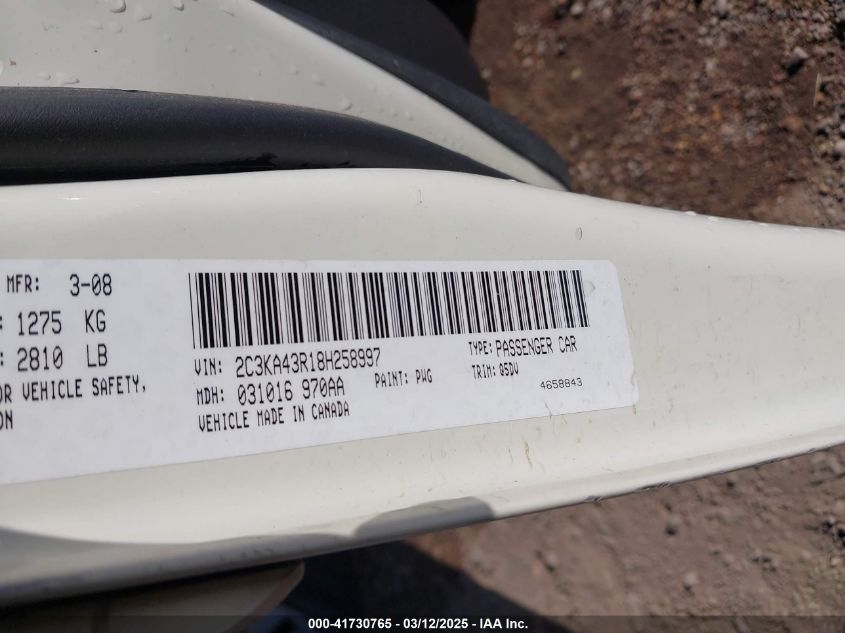 MFR: 3-08
: 1275 KG
: 2810 LB
OR VEHICLE SAFETY,
ON
VIN: 2C3KA43R18H258997
TYPE: PASSENGER CAR
MDH: 031016 970AA
PAINT: PWG
TRIM: Q5DV
VEHICLE MADE IN CANADA
4658843
000-41730765 / 03/12/2025 / IAA Inc.